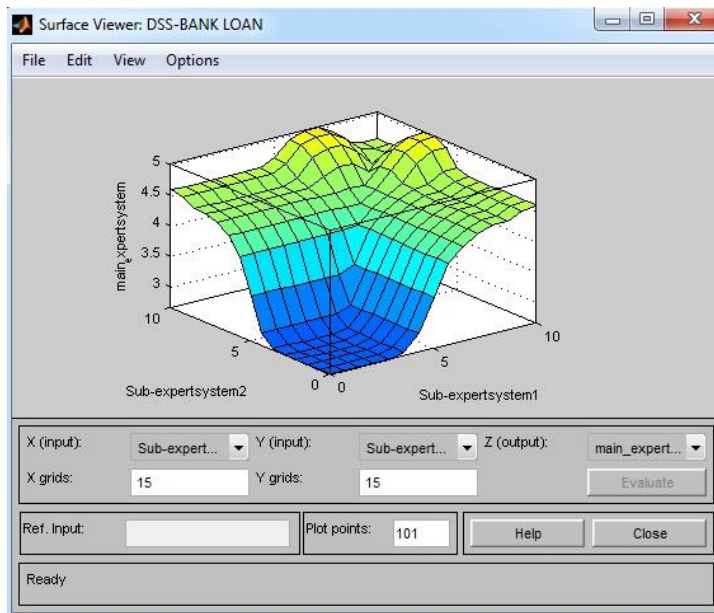 Surface Viewer: DSS-BANK LOAN
File Edit View Options
5
4.5
4
3.5
3
main_expertsystem
10
5
0
Sub-expertsystem2
0
5
10
Sub-expertsystem1
X (input): Sub-expert... Y (input): Sub-expert... Z (output): main_expert...
X grids: 15 Y grids: 15 Evaluate
Ref. Input: Plot points: 101 Help Close
Ready